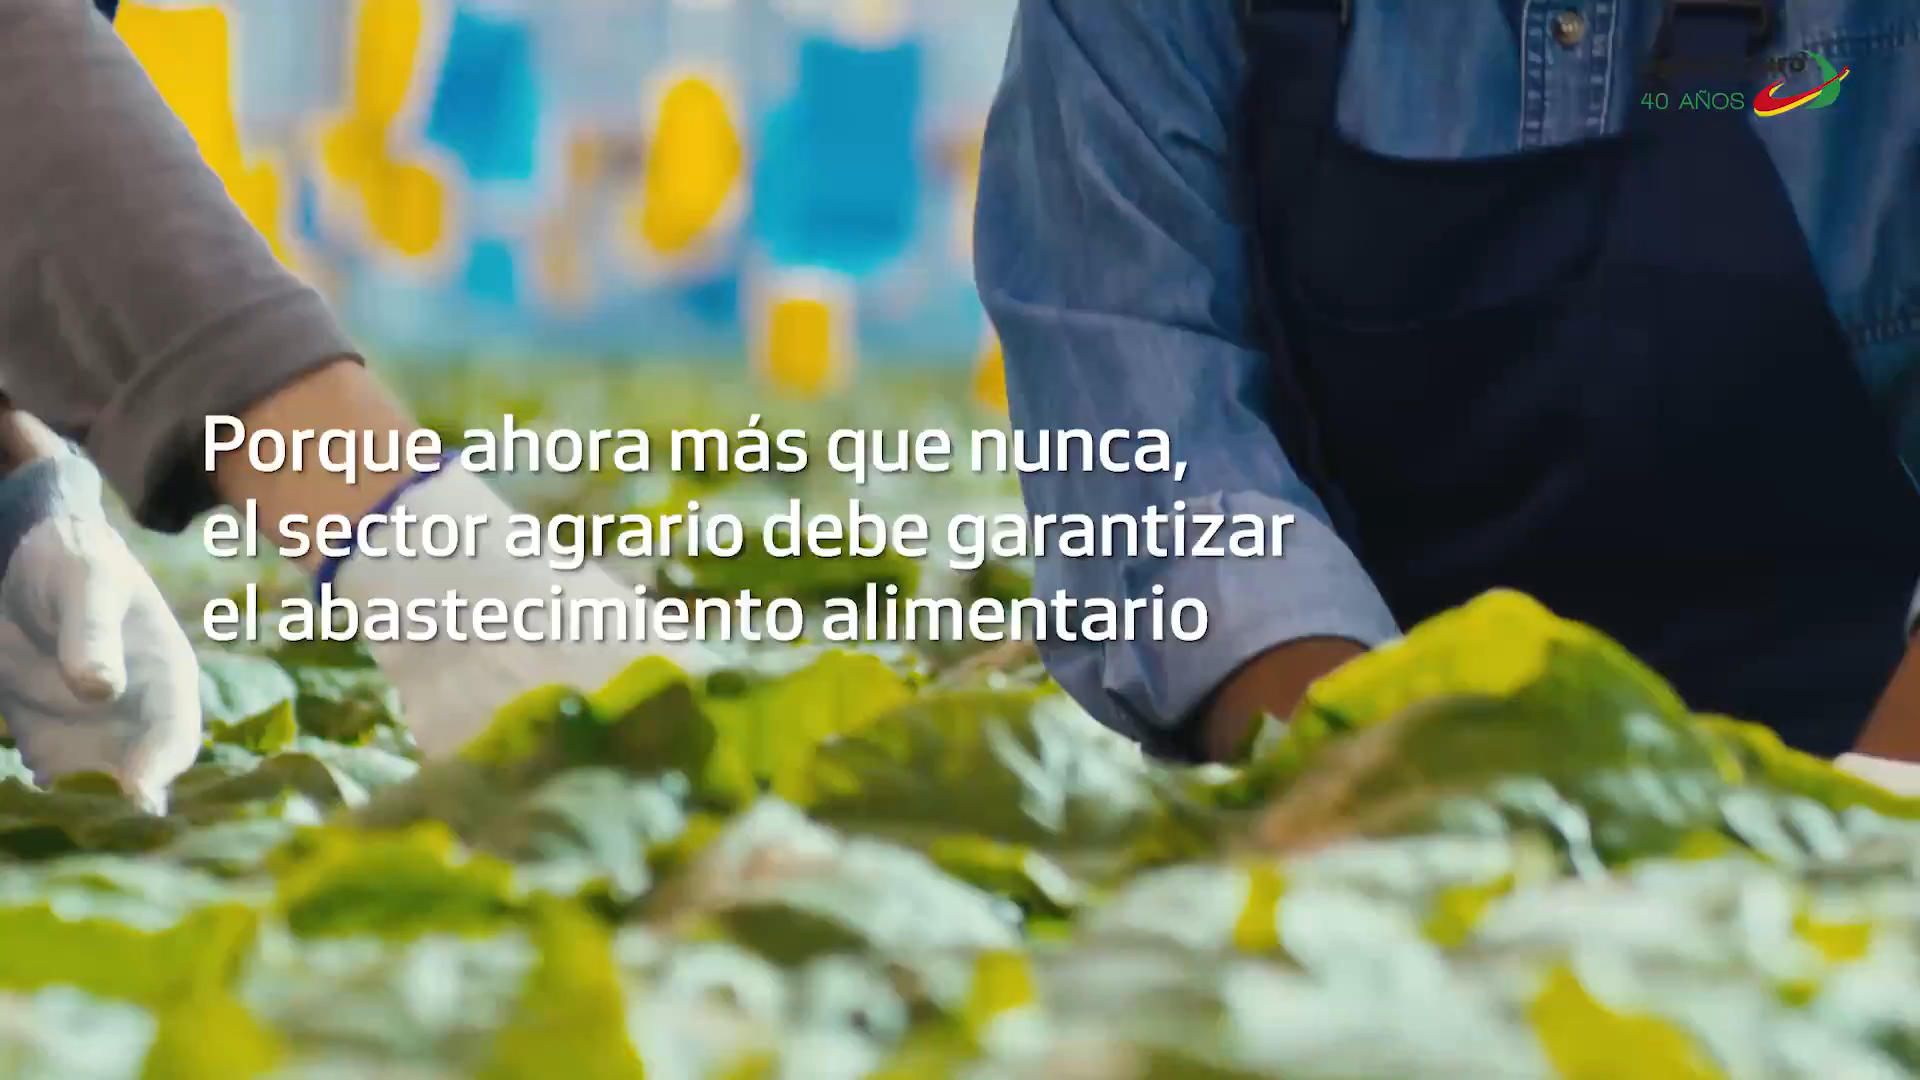 40 AÑOS
Porque ahora más que nunca,
el sector agrario debe garantizar
el abastecimiento alimentario